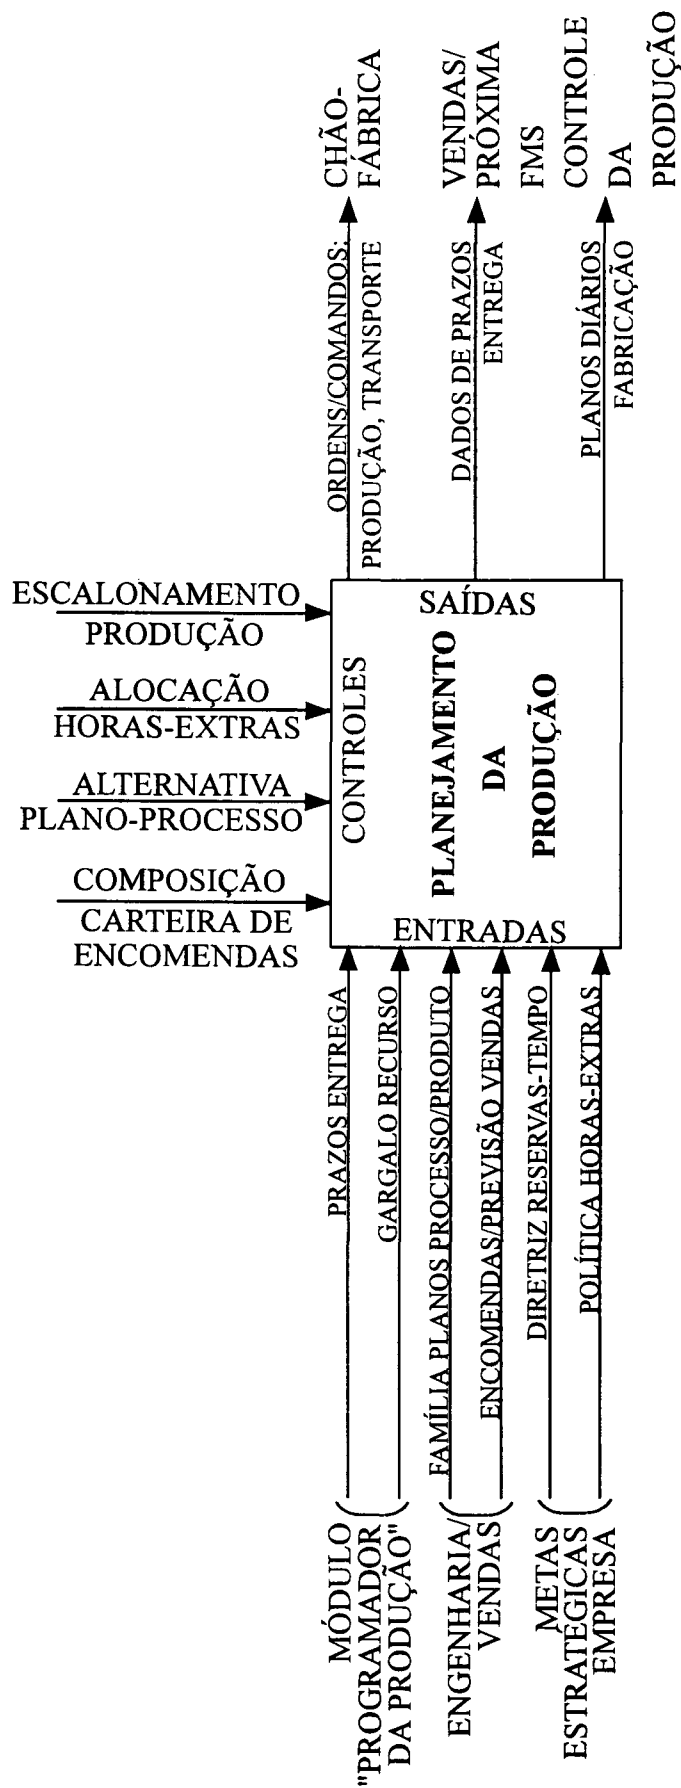 ESCALONAMENTO
PRODUÇÃO
ALOCAÇÃO
HORAS-EXTRAS
ALTERNATIVA
PLANO-PROCESSO
COMPOSIÇÃO
CARTEIRA DE
ENCOMENDAS
MÓDULO
"PROGRAMADOR
DA PRODUÇÃO"
PRAZOS ENTREGA
GARGALO RECURSO
ENGENHARIA/
VENDAS
FAMÍLIA PLANOS PROCESSO/PRODUTO
ENCOMENDAS/PREVISÃO VENDAS
METAS
ESTRATÉGICAS
EMPRESA
DIRETRIZ RESERVAS-TEMPO
POLÍTICA HORAS-EXTRAS
ENTRADAS
CONTROLES
PLANEJAMENTO
DA
PRODUÇÃO
SAÍDAS
ORDENS/COMANDOS:
PRODUÇÃO, TRANSPORTE
CHÃO-
FÁBRICA
DADOS DE PRAZOS
ENTREGA
VENDAS/
PRÓXIMA
FMS
PLANOS DIÁRIOS
FABRICAÇÃO
CONTROLE
DA
PRODUÇÃO